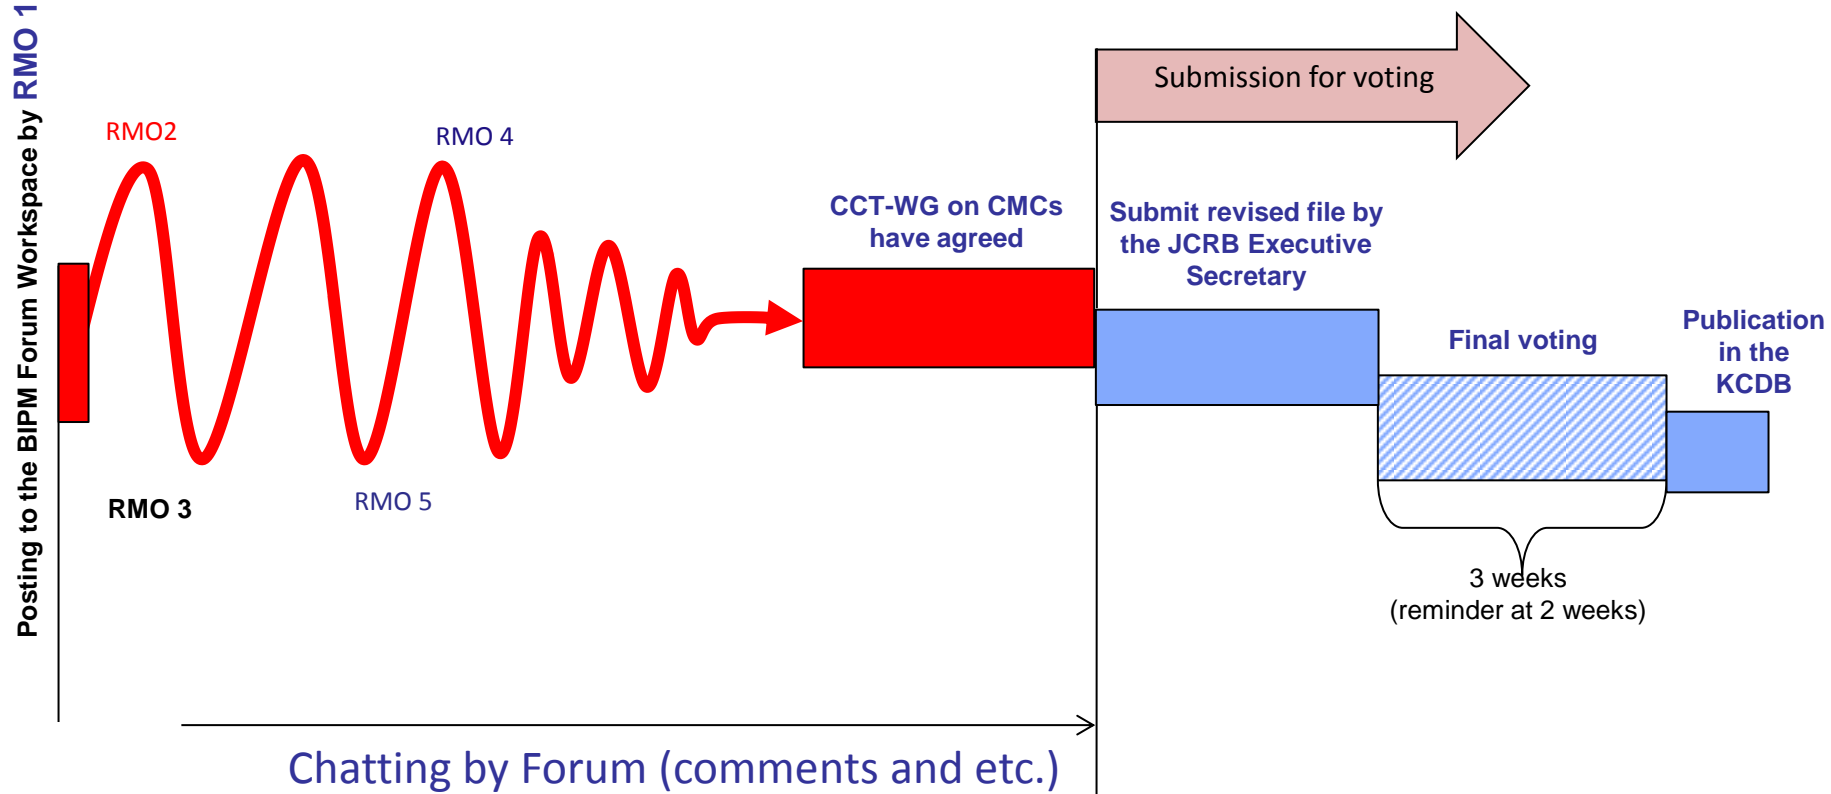 Posting to the BIPM Forum Workspace by RMO 1
RMO2
RMO 4
RMO 3
RMO 5
CCT-WG on CMCs
have agreed
Submission for voting
Submit revised file by
the JCRB Executive
Secretary
Final voting
Publication
in the
KCDB
3 weeks
(reminder at 2 weeks)
Chatting by Forum (comments and etc.)